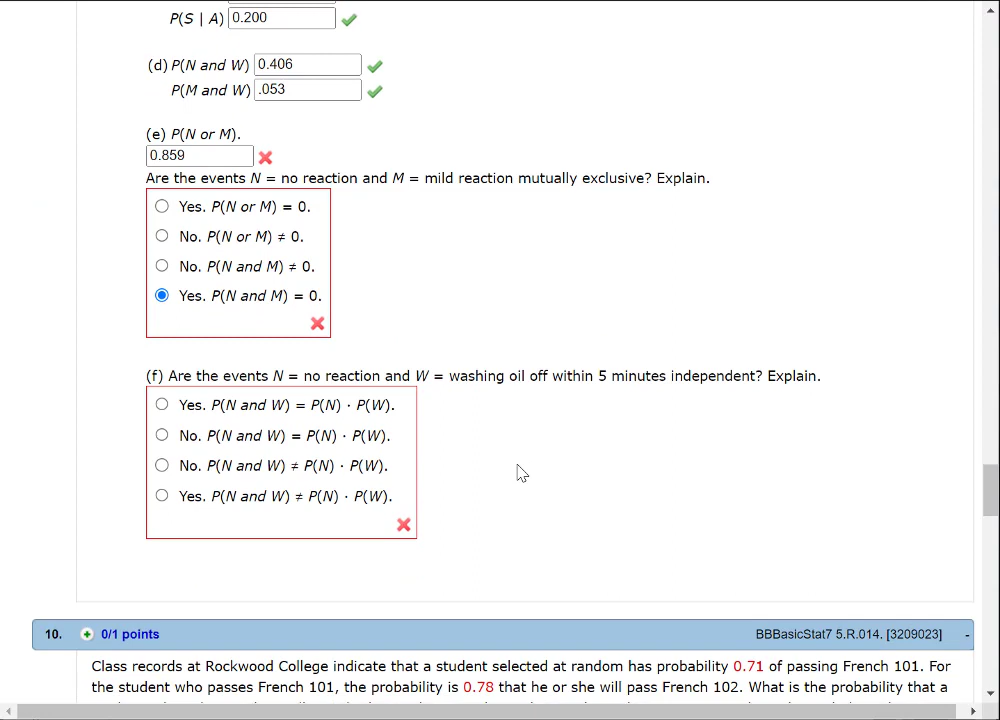 P(S | A) 0.200
(d) P(N and W) 0.406
P(M and W) .053
(e) P(N or M).
0.859
Are the events N = no reaction and M = mild reaction mutually exclusive? Explain.
Yes. P(N or M) = 0.
No. P(N or M) ≠ 0.
No. P(N and M) ≠ 0.
Yes. P(N and M) = 0.
(f) Are the events N = no reaction and W = washing oil off within 5 minutes independent? Explain.
Yes. P(N and W) = P(N) · P(W).
No. P(N and W) = P(N) · P(W).
No. P(N and W) ≠ P(N) · P(W).
Yes. P(N and W) ≠ P(N) · P(W).
10. 0/1 points BBBasicStat7 5.R.014. [3209023] -
Class records at Rockwood College indicate that a student selected at random has probability 0.71 of passing French 101. For
the student who passes French 101, the probability is 0.78 that he or she will pass French 102. What is the probability that a